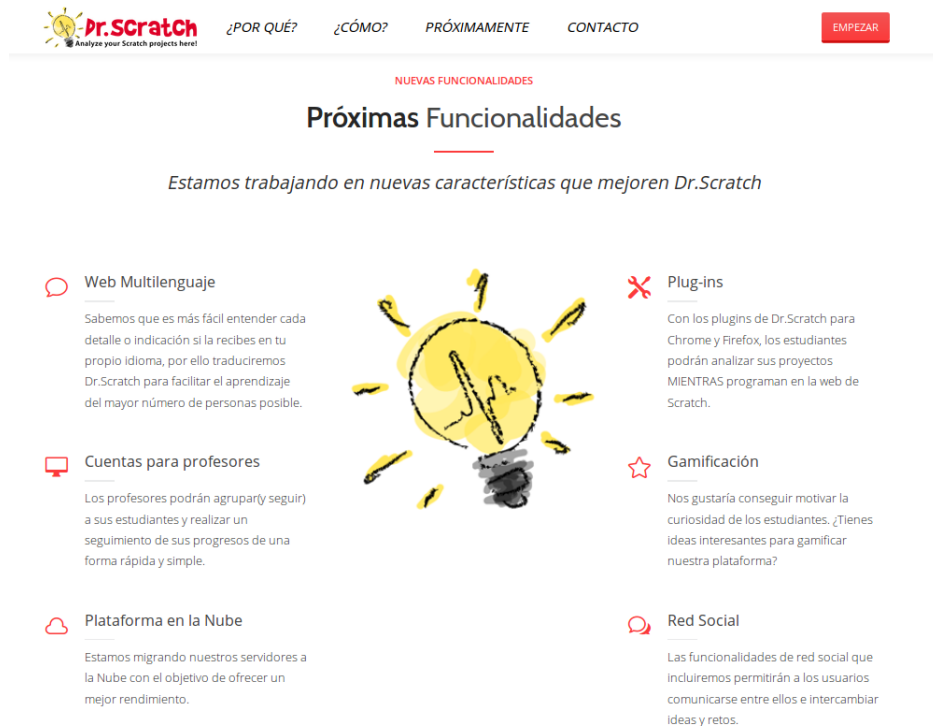 Dr.Scratch
Analyze your Scratch projects here!
¿POR QUÉ?
¿CÓMO?
PRÓXIMAMENTE
CONTACTO
EMPEZAR
NUEVAS FUNCIONALIDADES
Próximas Funcionalidades
Estamos trabajando en nuevas características que mejoren Dr.Scratch
Web Multilenguaje
Sabemos que es más fácil entender cada
detalle o indicación si la recibes en tu
propio idioma, por ello traduciremos
Dr.Scratch para facilitar el aprendizaje
del mayor número de personas posible.
Cuentas para profesores
Los profesores podrán agrupar(y seguir)
a sus estudiantes y realizar un
seguimiento de sus progresos de una
forma rápida y simple.
Plataforma en la Nube
Estamos migrando nuestros servidores a
la Nube con el objetivo de ofrecer un
mejor rendimiento.
Plug-ins
Con los plugins de Dr.Scratch para
Chrome y Firefox, los estudiantes
podrán analizar sus proyectos
MIENTRAS programan en la web de
Scratch.
Gamificación
Nos gustaría conseguir motivar la
curiosidad de los estudiantes. ¿Tienes
ideas interesantes para gamificar
nuestra plataforma?
Red Social
Las funcionalidades de red social que
incluiremos permitirán a los usuarios
comunicarse entre ellos e intercambiar
ideas y retos.